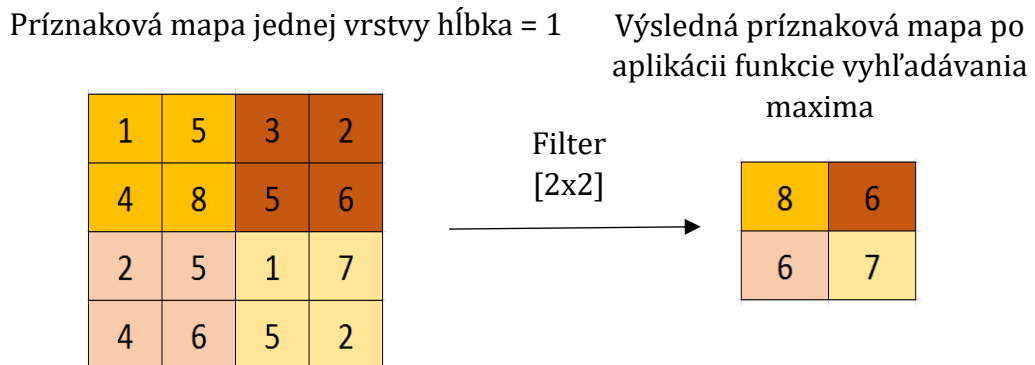 Príznaková mapa jednej vrstvy hĺbka = 1
Výsledná príznaková mapa po
aplikácii funkcie vyhľadávania
maxima
1 5 3 2
4 8 5 6
2 5 1 7
4 6 5 2
Filter
[2x2]
8 6
6 7